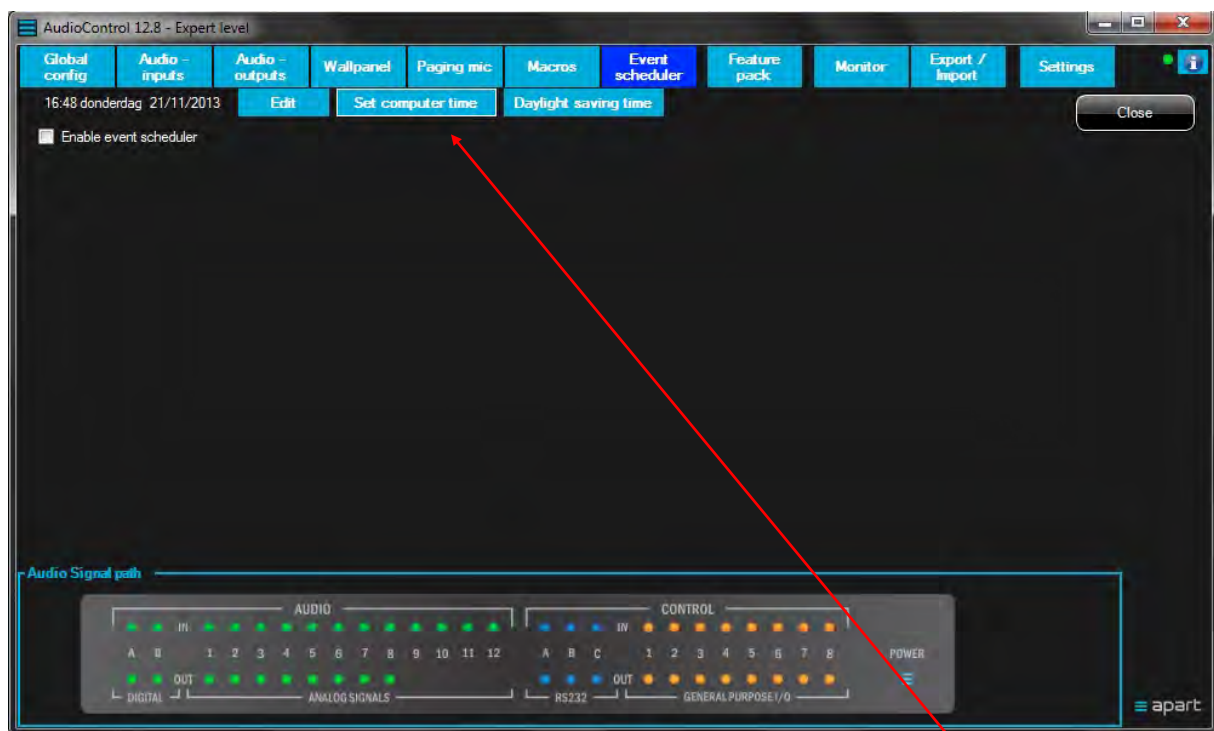 AudioControl 12.8 - Expert level
Global config
Audio - inputs
Audio - outputs
Wallpanel
Paging mic
Macros
Event scheduler
Feature pack
Monitor
Export / Import
Settings
i
16:48 donderdag 21/11/2013
Edit
Set computer time
Daylight saving time
Close
Enable event scheduler
Audio Signal path
AUDIO
CONTROL
IN
IN
A B 1 2 3 4 5 6 7 8 9 10 11 12 A B C 1 2 3 4 5 6 7 8 POWER
OUT
OUT
DIGITAL ANALOG SIGNALS RS232 GENERAL PURPOSE I/O
apart